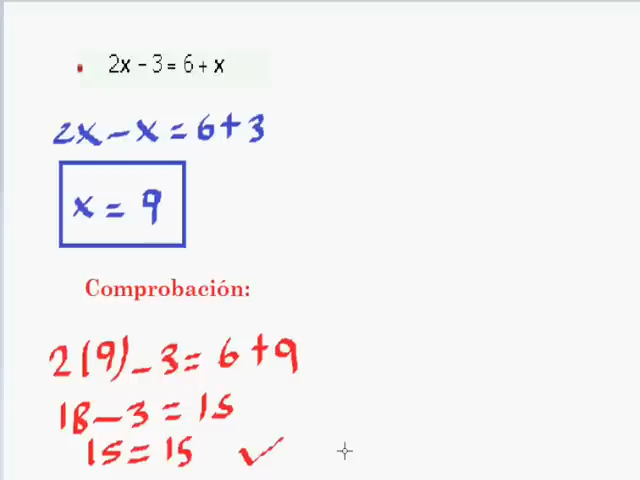 2x - 3 = 6 + x
2x - x = 6 + 3
x = 9
Comprobación:
2(9) - 3 = 6 + 9
18 - 3 = 15
15 = 15 ✓